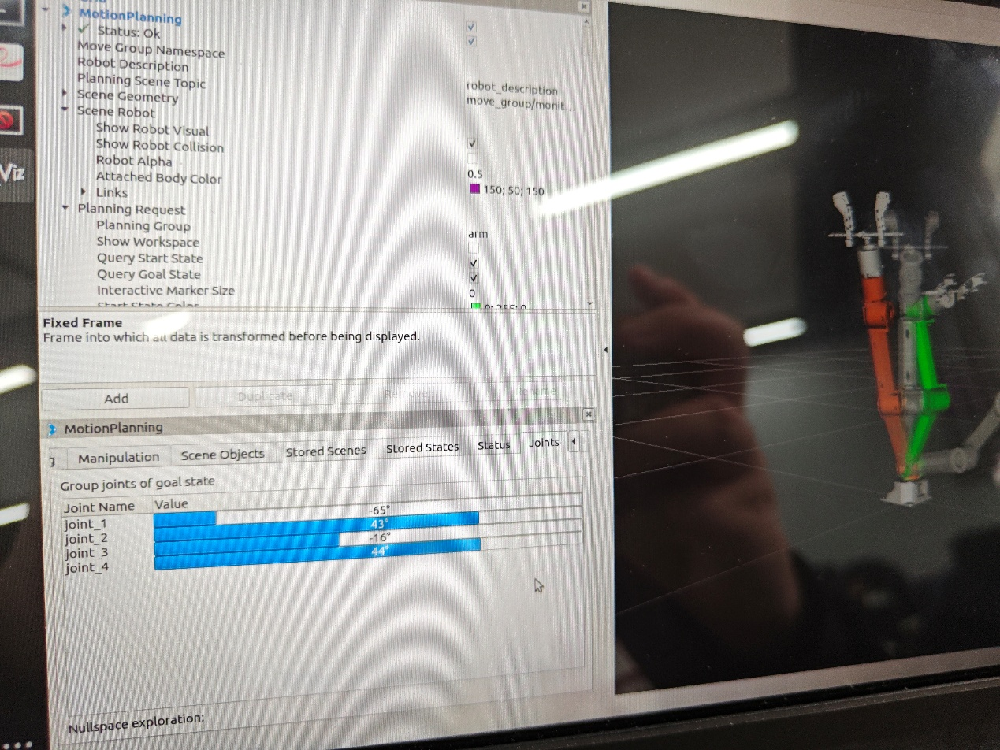 MotionPlanning
Status: Ok
Move Group Namespace
Robot Description robot_description
Planning Scene Topic move_group/monit...
Scene Geometry
Scene Robot
Show Robot Visual
Show Robot Collision
Robot Alpha 0.5
Attached Body Color 150; 50; 150
Links
Planning Request
Planning Group arm
Show Workspace
Query Start State
Query Goal State
Interactive Marker Size 0
Start State Color 0; 255; 0
Fixed Frame
Frame into which all data is transformed before being displayed.
Add Duplicate Remove Rename
MotionPlanning
Manipulation Scene Objects Stored Scenes Stored States Status Joints
Group joints of goal state
Joint Name Value
joint_1 -65°
joint_2 43°
joint_3 -16°
joint_4 44°
Nullspace exploration:
Viz